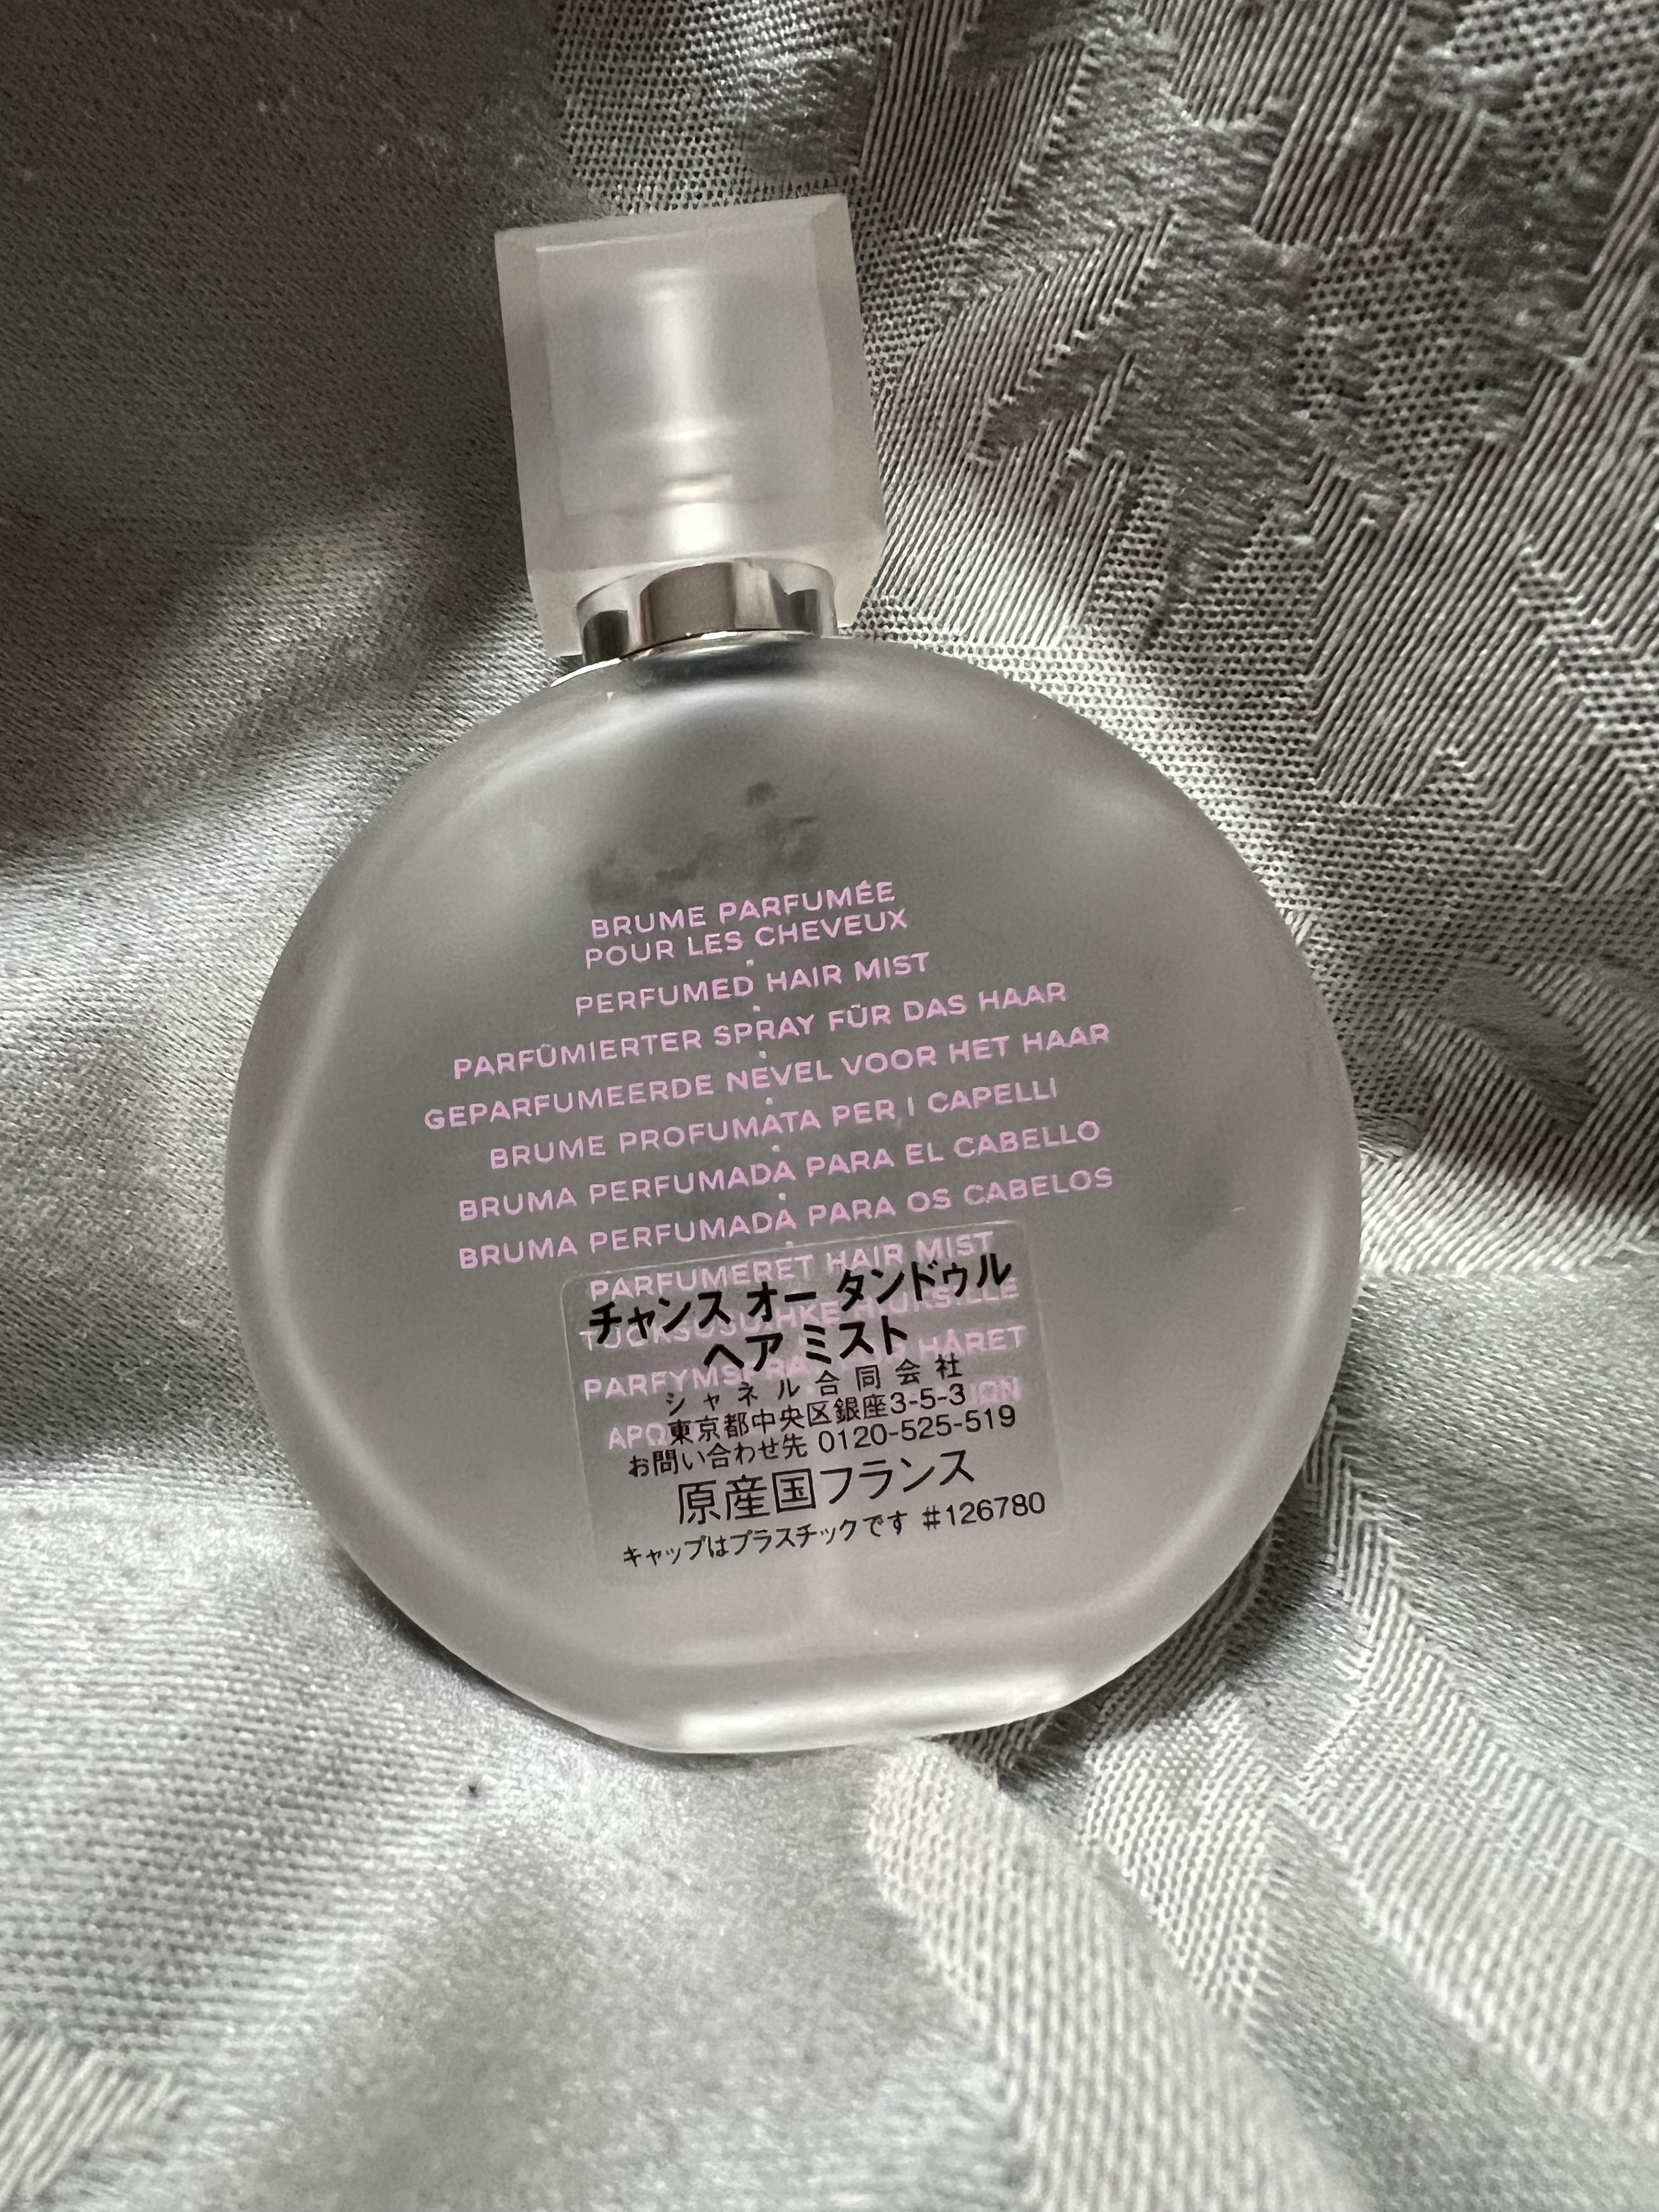 BRUME PARFUMÉE
POUR LES CHEVEUX
PERFUMED HAIR MIST
PARFÜMIERTER SPRAY FÜR DAS HAAR
GEPARFUMEERDE NEVEL VOOR HET HAAR
BRUME PROFUMATA PER I CAPELLI
BRUMA PERFUMADA PARA EL CABELLO
BRUMA PERFUMADA PARA OS CABELOS
PARFUMERET HAIR MIST
チャンス オー タンドゥル
ヘア ミスト
HÅRET
シャネル合同会社
東京都中央区銀座3-5-3
お問い合わせ先 0120-525-519
原産国フランス
キャップはプラスチックです #126780